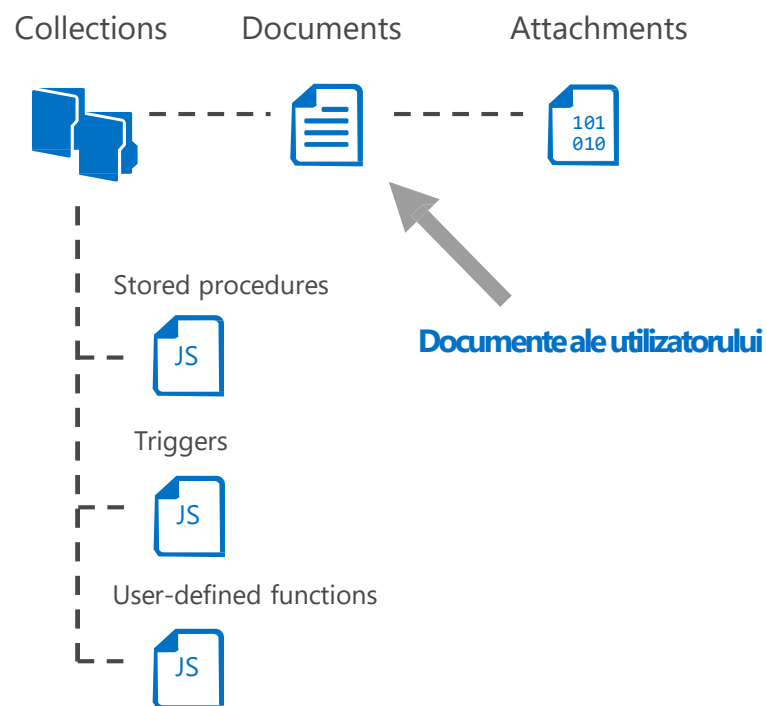 Collections Documents Attachments
101
010
Stored procedures
Documente ale utilizatorului
JS
Triggers
JS
User-defined functions
JS